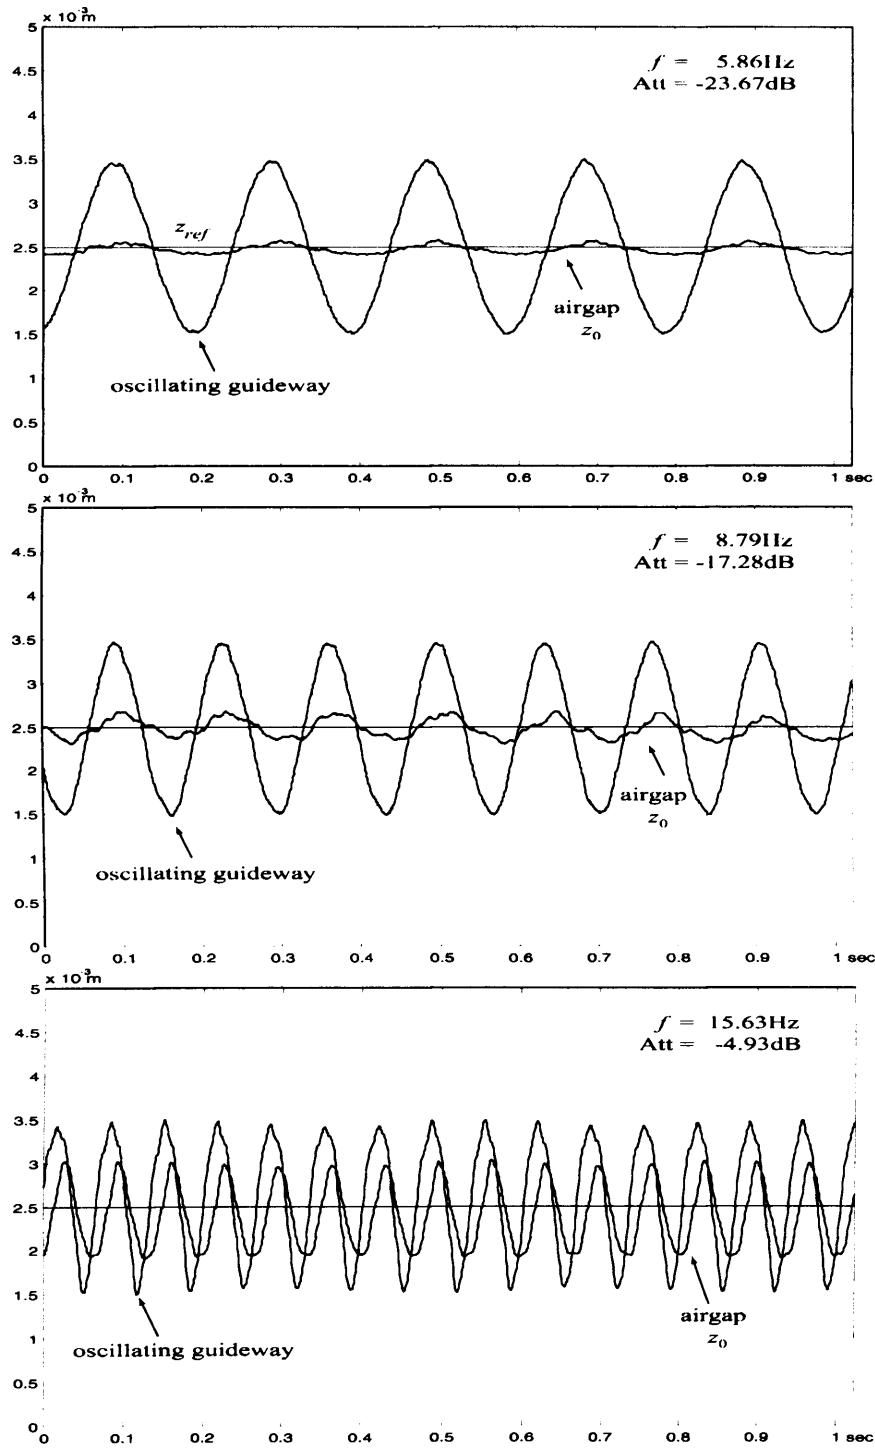 x 10⁻³m
5
4.5
4
3.5
3
2.5
2
1.5
1
0.5
0
f = 5.86Hz
Att = -23.67dB
z_ref
airgap
z_0
oscillating guideway
0 0.1 0.2 0.3 0.4 0.5 0.6 0.7 0.8 0.9 1 sec
x 10⁻³m
5
4.5
4
3.5
3
2.5
2
1.5
1
0.5
0
f = 8.79Hz
Att = -17.28dB
airgap
z_0
oscillating guideway
0 0.1 0.2 0.3 0.4 0.5 0.6 0.7 0.8 0.9 1 sec
x 10⁻³m
5
4.5
4
3.5
3
2.5
2
1.5
1
0.5
0
f = 15.63Hz
Att = -4.93dB
airgap
z_0
oscillating guideway
0 0.1 0.2 0.3 0.4 0.5 0.6 0.7 0.8 0.9 1 sec